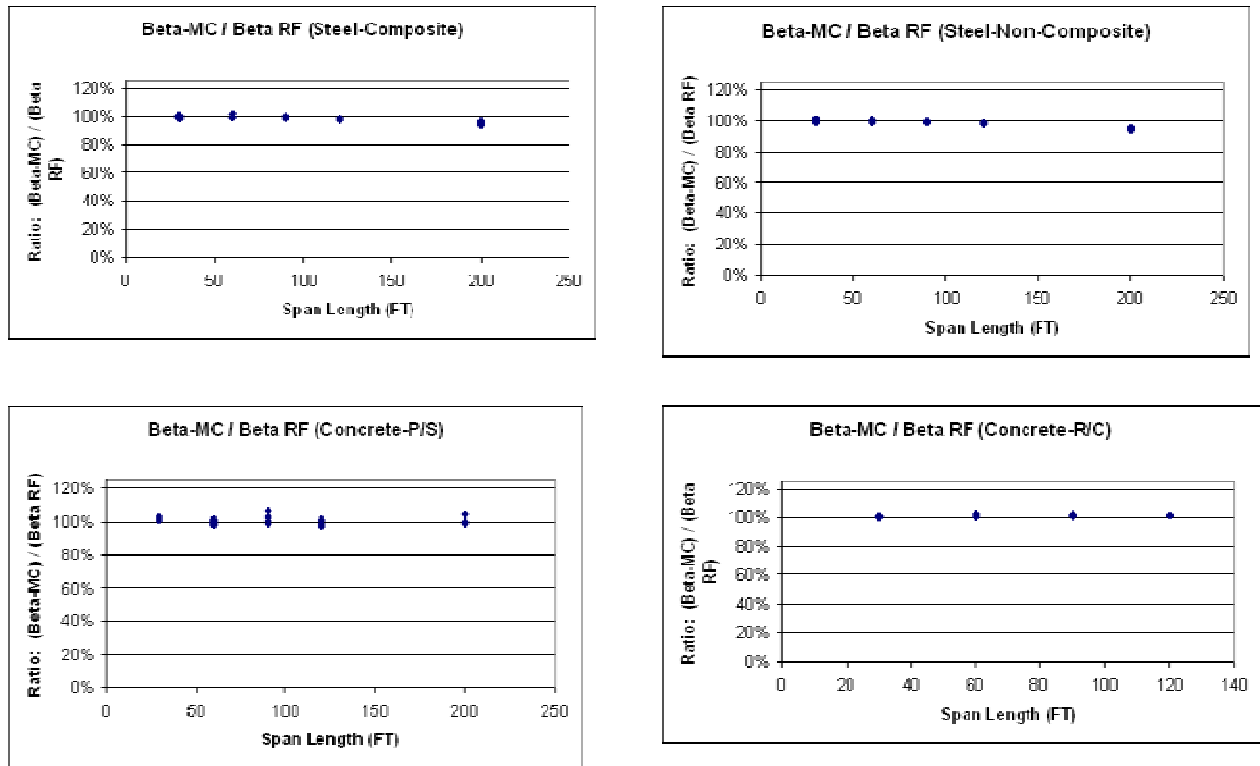 Beta-MC / Beta RF (Steel-Composite)
Ratio: (Beta-MC) / (Beta
RF)
120%
100%
80%
60%
40%
20%
0%
0 50 100 150 200 250
Span Length (FT)
Beta-MC / Beta RF (Steel-Non-Composite)
Ratio: (Beta-MC) / (Beta RF)
120%
100%
80%
60%
40%
20%
0%
0 50 100 150 200 250
Span Length (FT)
Beta-MC / Beta RF (Concrete-P/S)
Ratio: (Beta-MC) / (Beta RF)
120%
100%
80%
60%
40%
20%
0%
0 50 100 150 200 250
Span Length (FT)
Beta-MC / Beta RF (Concrete-R/C)
Ratio: (Beta-MC) / (Beta
RF)
120%
100%
80%
60%
40%
20%
0%
0 20 40 60 80 100 120 140
Span Length (FT)